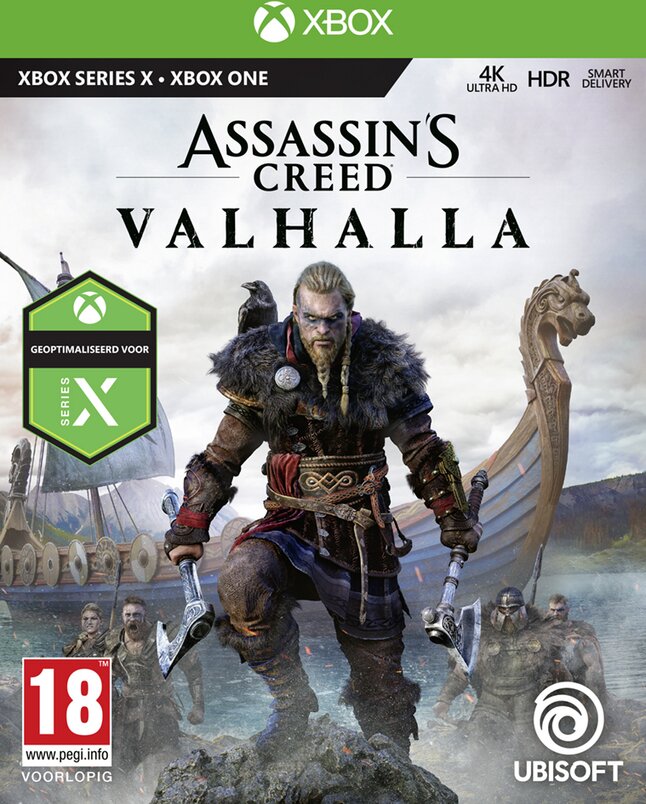 XBOX
XBOX SERIES X • XBOX ONE
4K
ULTRA HD
HDR
SMART
DELIVERY
ASSASSIN'S
CREED
VALHALLA
GEOPTIMALISEERD VOOR
SERIES
X
18
TM
www.pegi.info
VOORLOPIG
UBISOFT